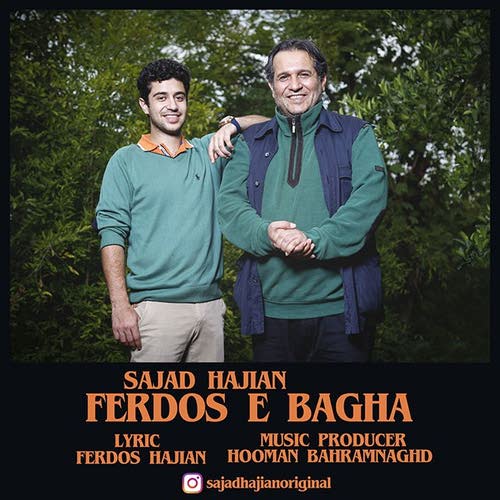 SAJAD HAJIAN
FERDOS E BAGHA
LYRIC
FERDOS HAJIAN
MUSIC PRODUCER
HOOMAN BAHRAMNAGHD
sajadhajianoriginal